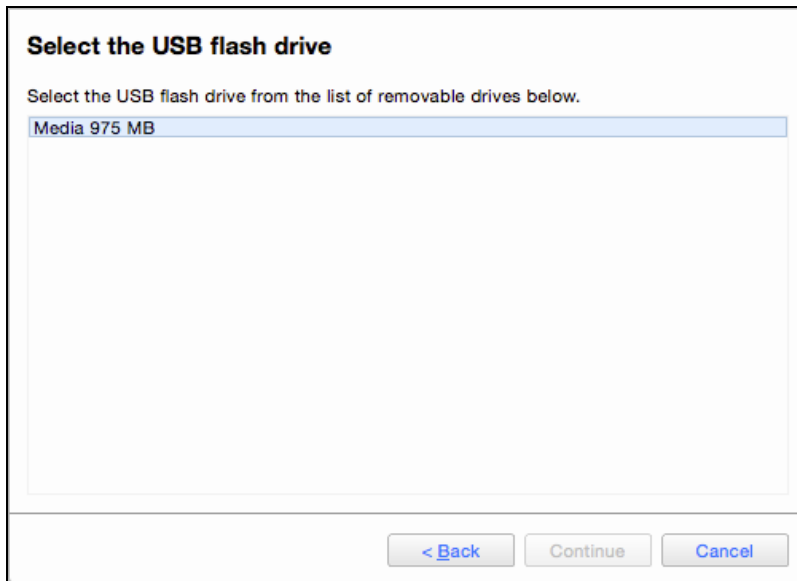 Select the USB flash drive
Select the USB flash drive from the list of removable drives below.
Media 975 MB
< Back
Continue
Cancel